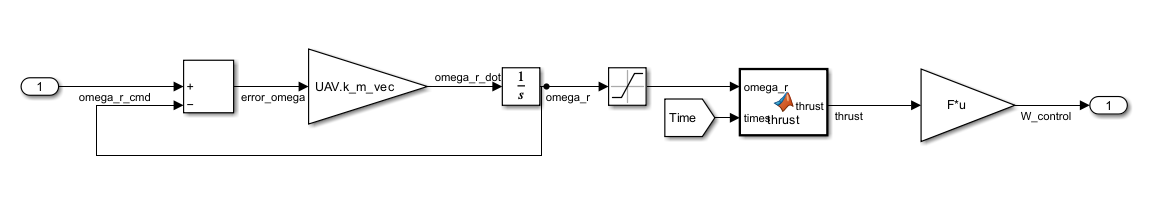 1
omega_r_cmd
+
−
error_omega
UAV.k_m_vec
omega_r_dot
1
s
omega_r
Time
omega_r
times
thrust
thrust
thrust
F*u
W_control
1